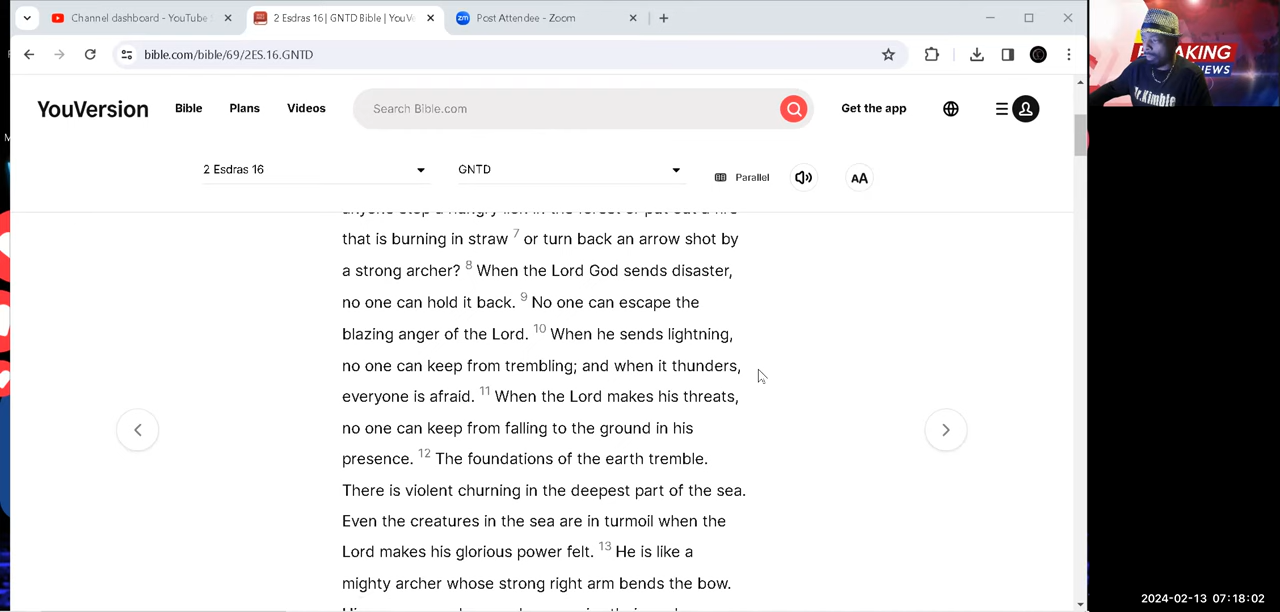 Channel dashboard - YouTube
2 Esdras 16 | GNTD Bible | YouV
Post Attendee - Zoom
bible.com/bible/69/2ES.16.GNTD
YouVersion
Bible
Plans
Videos
Search Bible.com
Get the app
2 Esdras 16
GNTD
Parallel
AA
that is burning in straw 7 or turn back an arrow shot by
a strong archer? 8 When the Lord God sends disaster,
no one can hold it back. 9 No one can escape the
blazing anger of the Lord. 10 When he sends lightning,
no one can keep from trembling; and when it thunders,
everyone is afraid. 11 When the Lord makes his threats,
no one can keep from falling to the ground in his
presence. 12 The foundations of the earth tremble.
There is violent churning in the deepest part of the sea.
Even the creatures in the sea are in turmoil when the
Lord makes his glorious power felt. 13 He is like a
mighty archer whose strong right arm bends the bow.
Dr.Kimble
2024-02-13 07:18:02